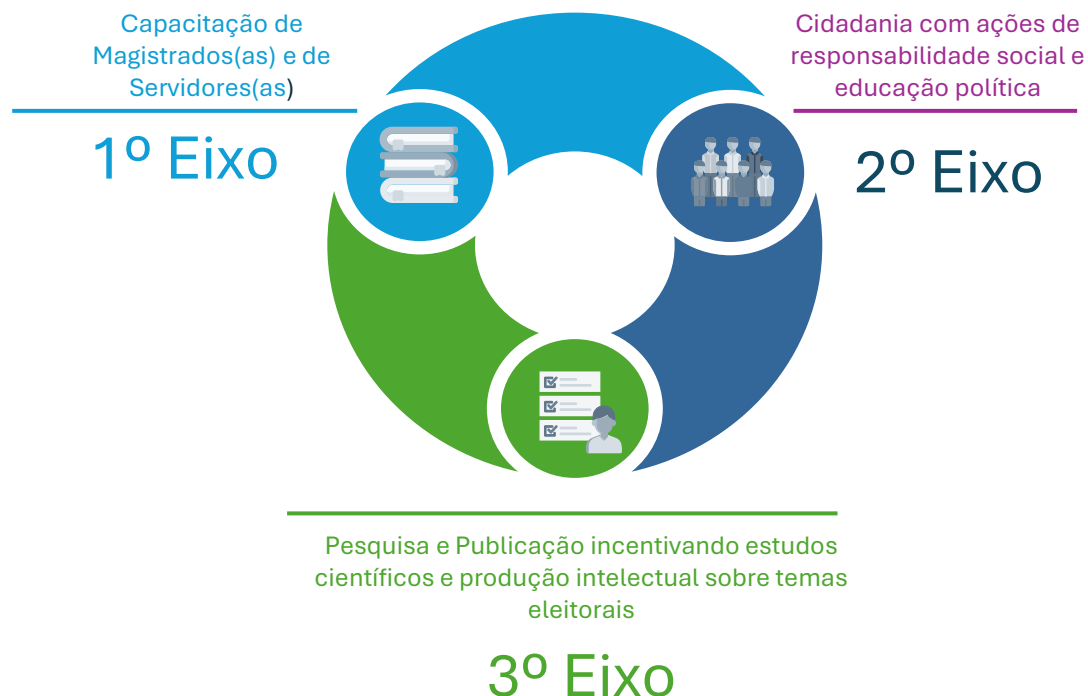 Capacitação de
Magistrados(as) e de
Servidores(as)
1º Eixo
Cidadania com ações de
responsabilidade social e
educação política
2º Eixo
Pesquisa e Publicação incentivando estudos
científicos e produção intelectual sobre temas
eleitorais
3º Eixo